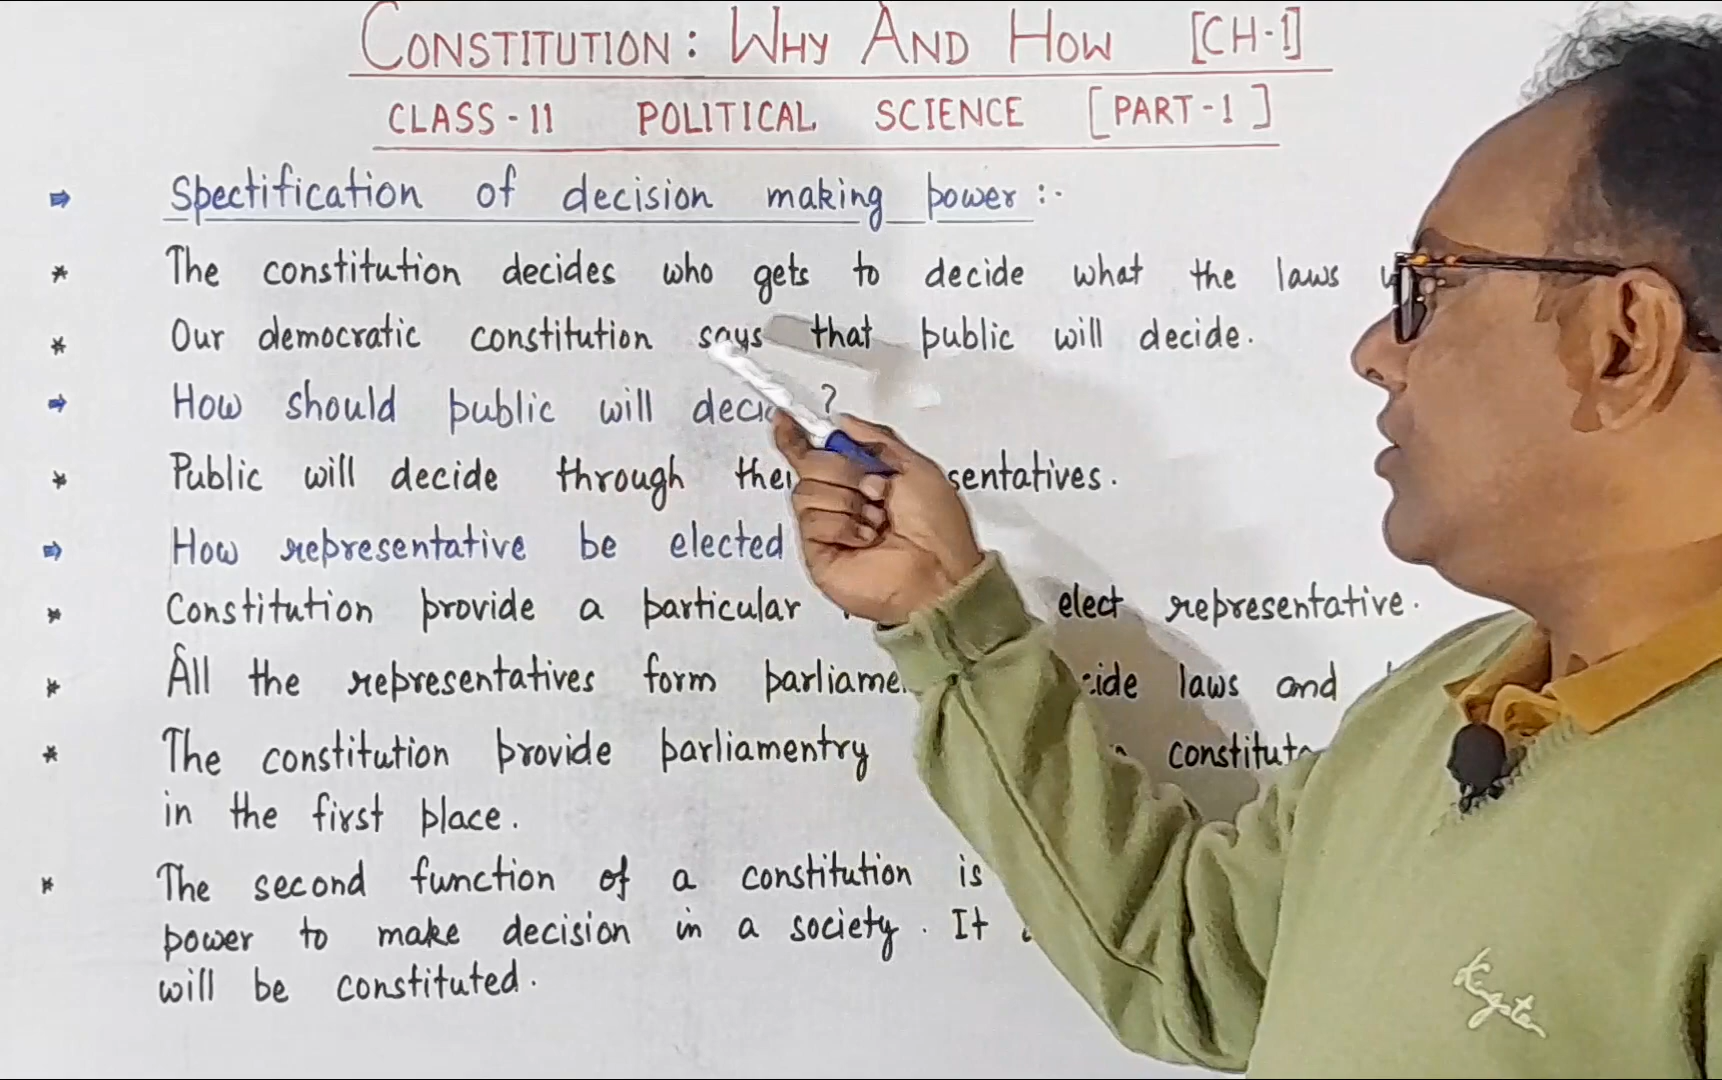 CONSTITUTION: WHY AND HOW [CH-1]
CLASS-11 POLITICAL SCIENCE [PART-1]
⇒ Spectification of decision making power:-
* The constitution decides who gets to decide what the laws
* Our democratic constitution says that public will decide.
⇒ How should public will ?
* Public will decide through
⇒ How representative be elected
* Constitution provide a particular elect representative.
* All the representatives form laws and
* The constitution provide parliamentry
in the first place.
* The second function of a constitution is
power to make decision in a society. It
will be constituted.
Kingsten